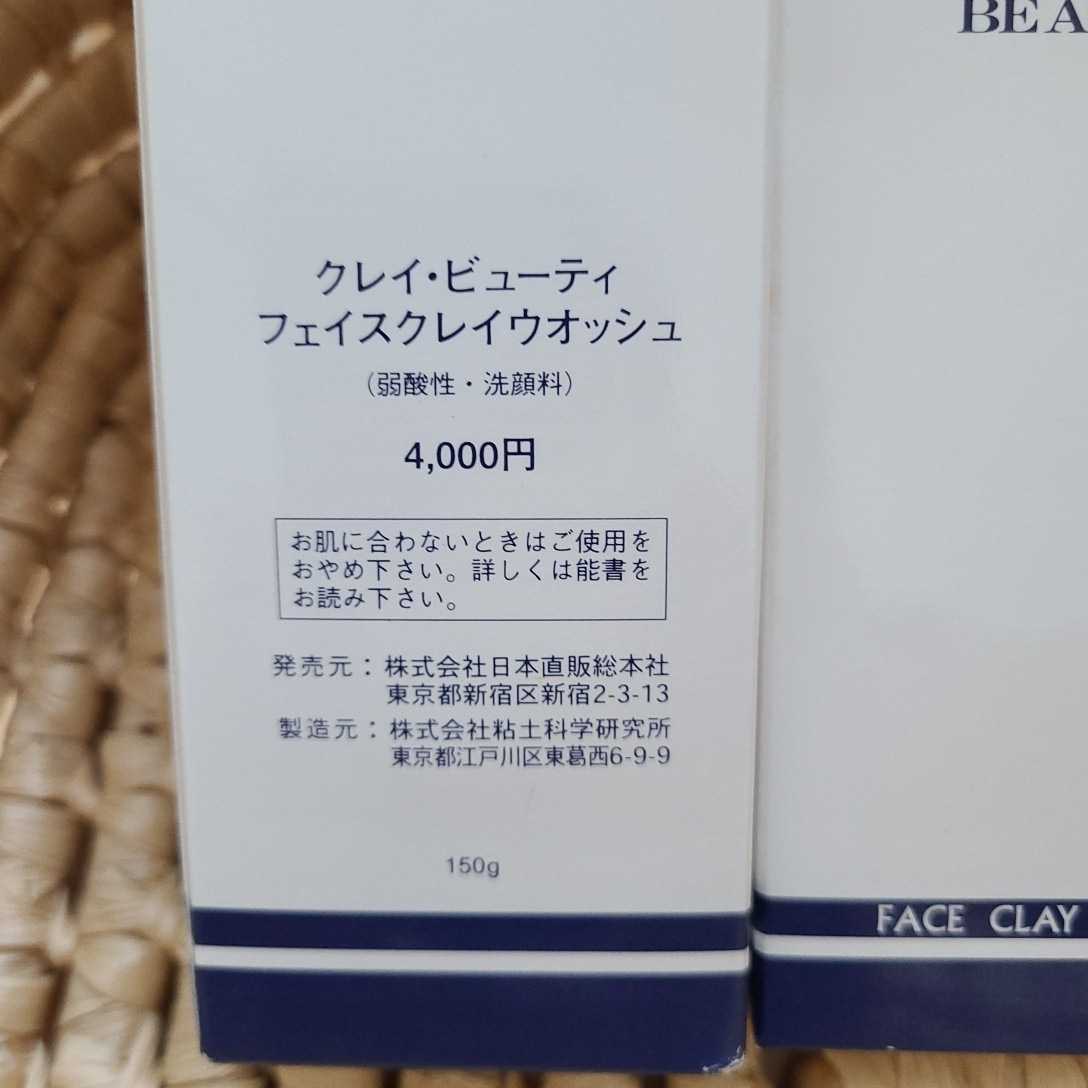 クレイ・ビューティ
フェイスクレイウオッシュ
(弱酸性・洗顔料)
4,000円
お肌に合わないときはご使用を
おやめ下さい。詳しくは能書を
お読み下さい。
発売元：株式会社日本直販総本社
東京都新宿区新宿2-3-13
製造元：株式会社粘土科学研究所
東京都江戸川区東葛西6-9-9
150g
BEA
FACE CLAY